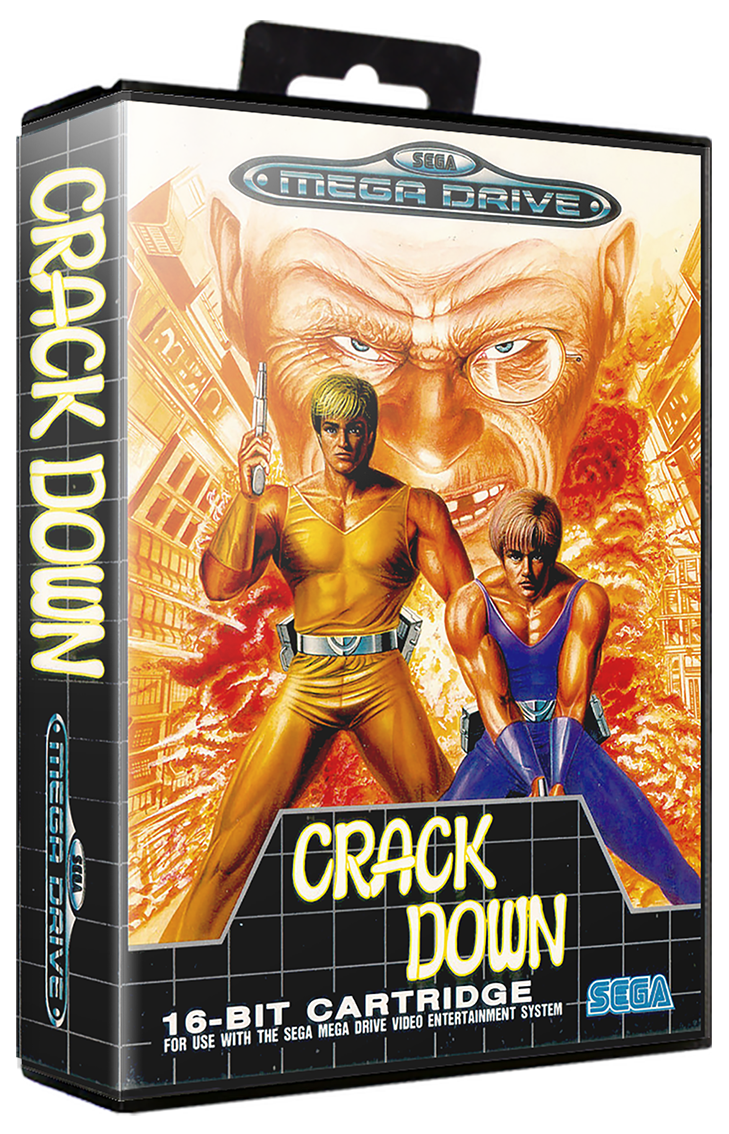 CRACK DOWN
SEGA
MEGA DRIVE
SEGA
MEGA DRIVE
CRACK
DOWN
16-BIT CARTRIDGE
FOR USE WITH THE SEGA MEGA DRIVE VIDEO ENTERTAINMENT SYSTEM
SEGA